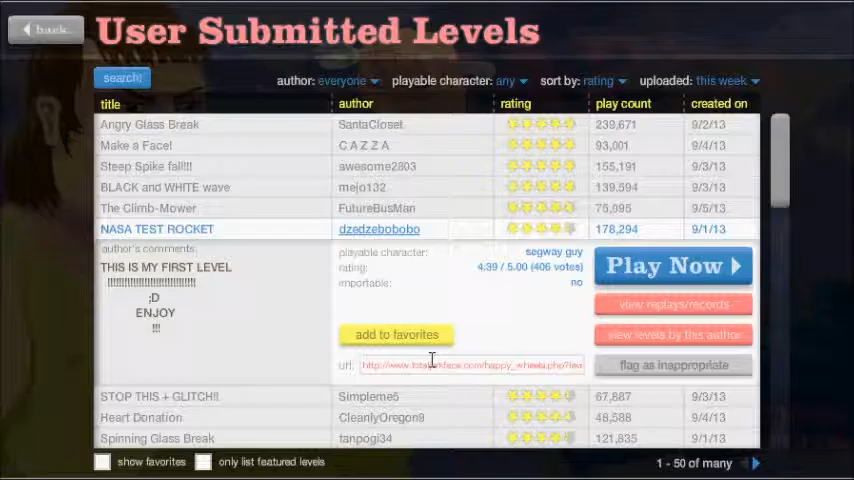 back
User Submitted Levels
search!
author: everyone playable character: any sort by: rating uploaded: this week
title author rating play count created on
Angry Glass Break SantaCloset 239,671 9/2/13
Make a Face! C A Z Z A 93,001 9/4/13
Steep Spike fall!!! awesome2803 155,191 9/3/13
BLACK and WHITE wave mejo132 139,594 9/3/13
The Climb-Mower FutureBusMan 75,095 9/5/13
NASA TEST ROCKET dzedzebobobo 178,294 9/1/13
author's comments:
THIS IS MY FIRST LEVEL
!!!!!!!!!!!!!!!!!!!!!!!!!!!!!!
;D
ENJOY
!!!
playable character: segway guy
rating: 4.39 / 5.00 (406 votes)
importable: no
add to favorites
url:
Play Now
view replays/records
view levels by this author
flag as inappropriate
STOP THIS + GLITCH!! Simpleme5 67,887 9/3/13
Heart Donation CleanlyOregon9 48,588 9/4/13
Spinning Glass Break tanpogi34 121,835 9/1/13
show favorites only list featured levels 1 - 50 of many